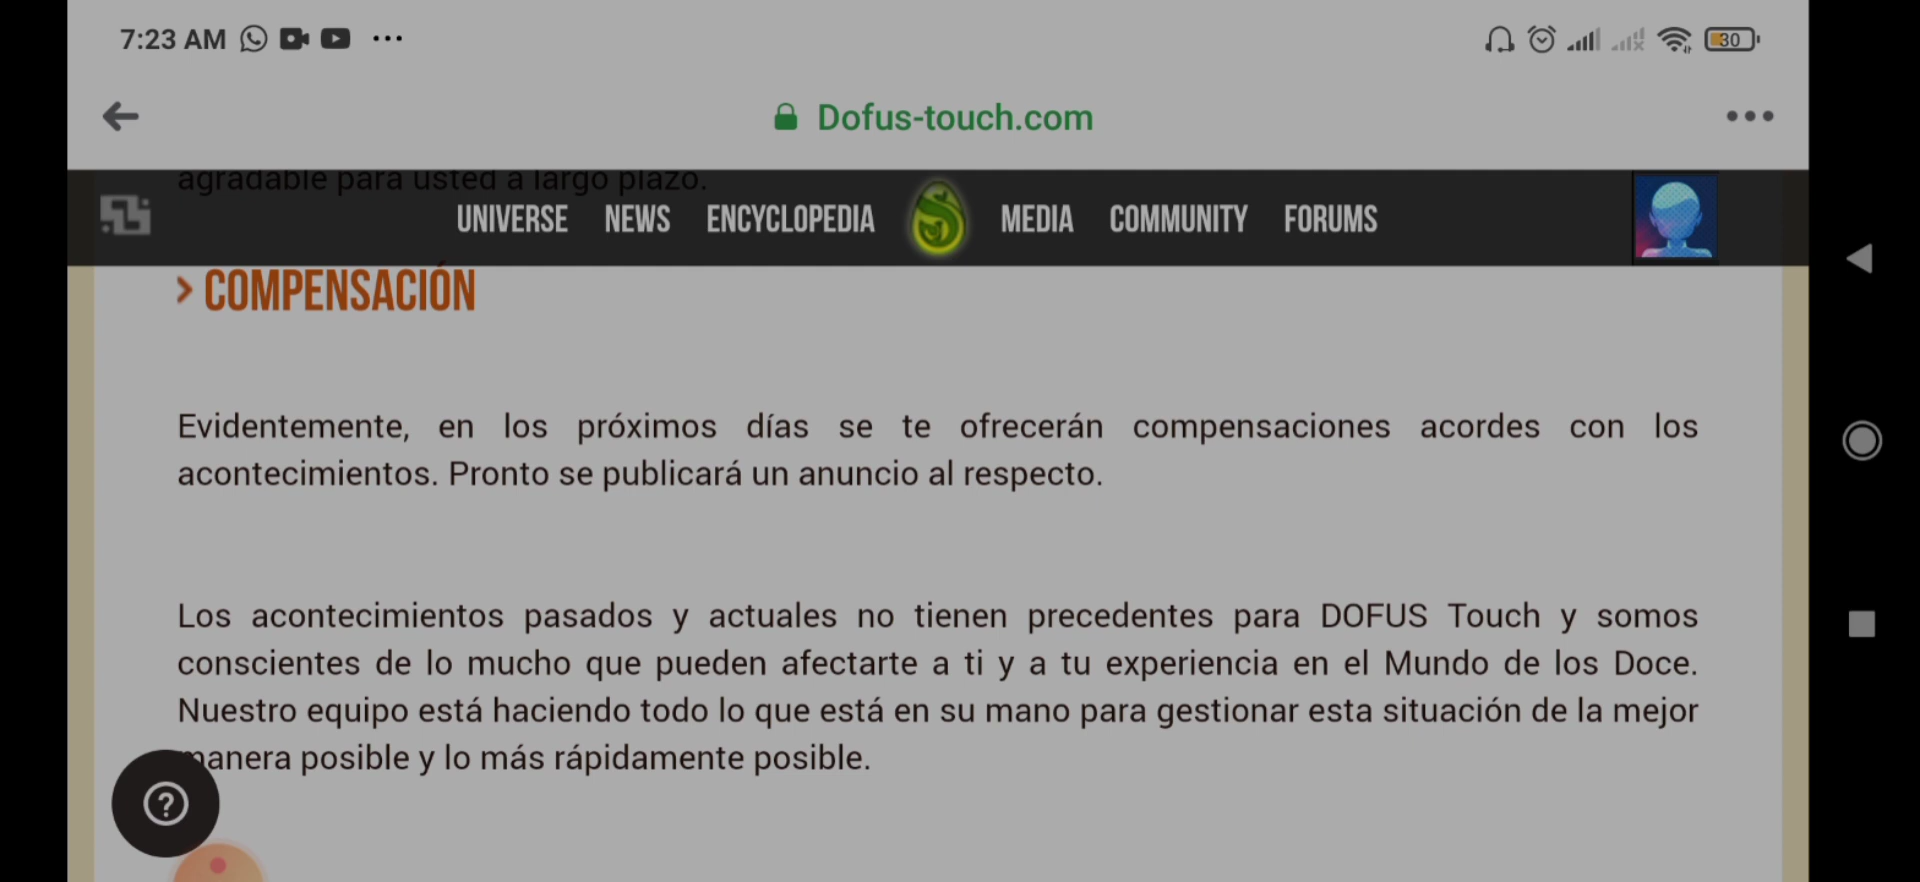 7:23 AM
30
Dofus-touch.com
agradable para usted a largo plazo.
UNIVERSE NEWS ENCYCLOPEDIA MEDIA COMMUNITY FORUMS
COMPENSACIÓN
Evidentemente, en los próximos días se te ofrecerán compensaciones acordes con los
acontecimientos. Pronto se publicará un anuncio al respecto.
Los acontecimientos pasados y actuales no tienen precedentes para DOFUS Touch y somos
conscientes de lo mucho que pueden afectarte a ti y a tu experiencia en el Mundo de los Doce.
Nuestro equipo está haciendo todo lo que está en su mano para gestionar esta situación de la mejor
manera posible y lo más rápidamente posible.